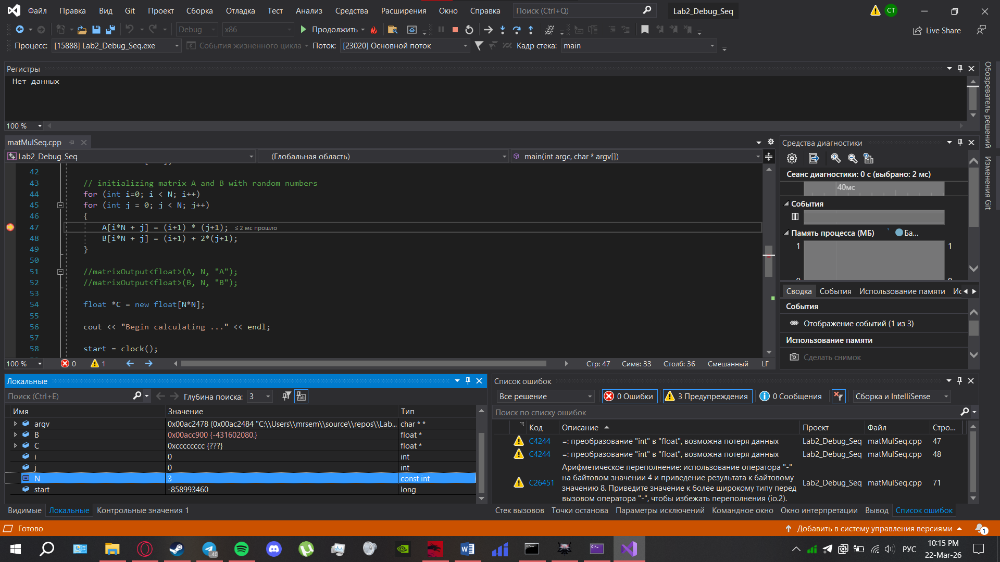 Файл Правка Вид Git Проект Сборка Отладка Тест Анализ Средства Расширения Окно Справка Поиск (Ctrl+Q) Lab2_Debug_Seq CT
Debug x86 Продолжить Live Share
Процесс: [15888] Lab2_Debug_Seq.exe События жизненного цикла Поток: [23020] Основной поток Кадр стека: main
Регистры
Нет данных
100 %
Обозреватель решений
Изменения Git
matMulSeq.cpp
Lab2_Debug_Seq (Глобальная область) main(int argc, char * argv[])
42
43 // initializing matrix A and B with random numbers
44 for (int i=0; i < N; i++)
45 for (int j = 0; j < N; j++)
46 {
47 A[i*N + j] = (i+1) * (j+1); ≤ 2 мс прошло
48 B[i*N + j] = (i+1) + 2*(j+1);
49 }
50
51 //matrixOutput<float>(A, N, "A");
52 //matrixOutput<float>(B, N, "B");
53
54 float *C = new float[N*N];
55
56 cout << "Begin calculating ..." << endl;
57
58 start = clock();
100 % 0 1 Стр: 47 Симв: 33 Столб: 36 Смешанный LF
Средства диагностики
Сеанс диагностики: 0 с (выбрано: 2 мс)
40мс
События
Память процесса (МБ) Ба...
1 1
0 0
Сводка События Использование памяти Ис
События
Отображение событий (1 из 3)
Использование памяти
Сделать снимок
Локальные
Поиск (Ctrl+E) Глубина поиска: 3
Имя Значение Тип
argv 0x00ac2478 {0x00ac2484 "C:\\Users\\mrsem\\source\\repos\\Lab... char * *
B 0x00acc900 {-431602080.} float *
C 0xcccccccc {???} float *
i 0 int
j 0 int
N 3 const int
start -858993460 long
Видимые Локальные Контрольные значения 1
Список ошибок
Все решение 0 Ошибки 3 Предупреждения 0 Сообщения Сборка и IntelliSense
Поиск по списку ошибок
Код Описание Проект Файл Стро...
C4244 =: преобразование "int" в "float", возможна потеря данных Lab2_Debug_Seq matMulSeq.cpp 47
C4244 =: преобразование "int" в "float", возможна потеря данных Lab2_Debug_Seq matMulSeq.cpp 48
C26451 Арифметическое переполнение: использование оператора "-"
на байтовом значении 4 и приведение результата к байтовому
значению 8. Приведите значение к более широкому типу перед
вызовом оператора "-", чтобы избежать переполнения (io.2). Lab2_Debug_Seq matMulSeq.cpp 71
Стек вызовов Точки останова Параметры исключений Командное окно Окно интерпретации Вывод Список ошибок
Готово Добавить в систему управления версиями 1
40 РУС 10:15 PM
22-Mar-26